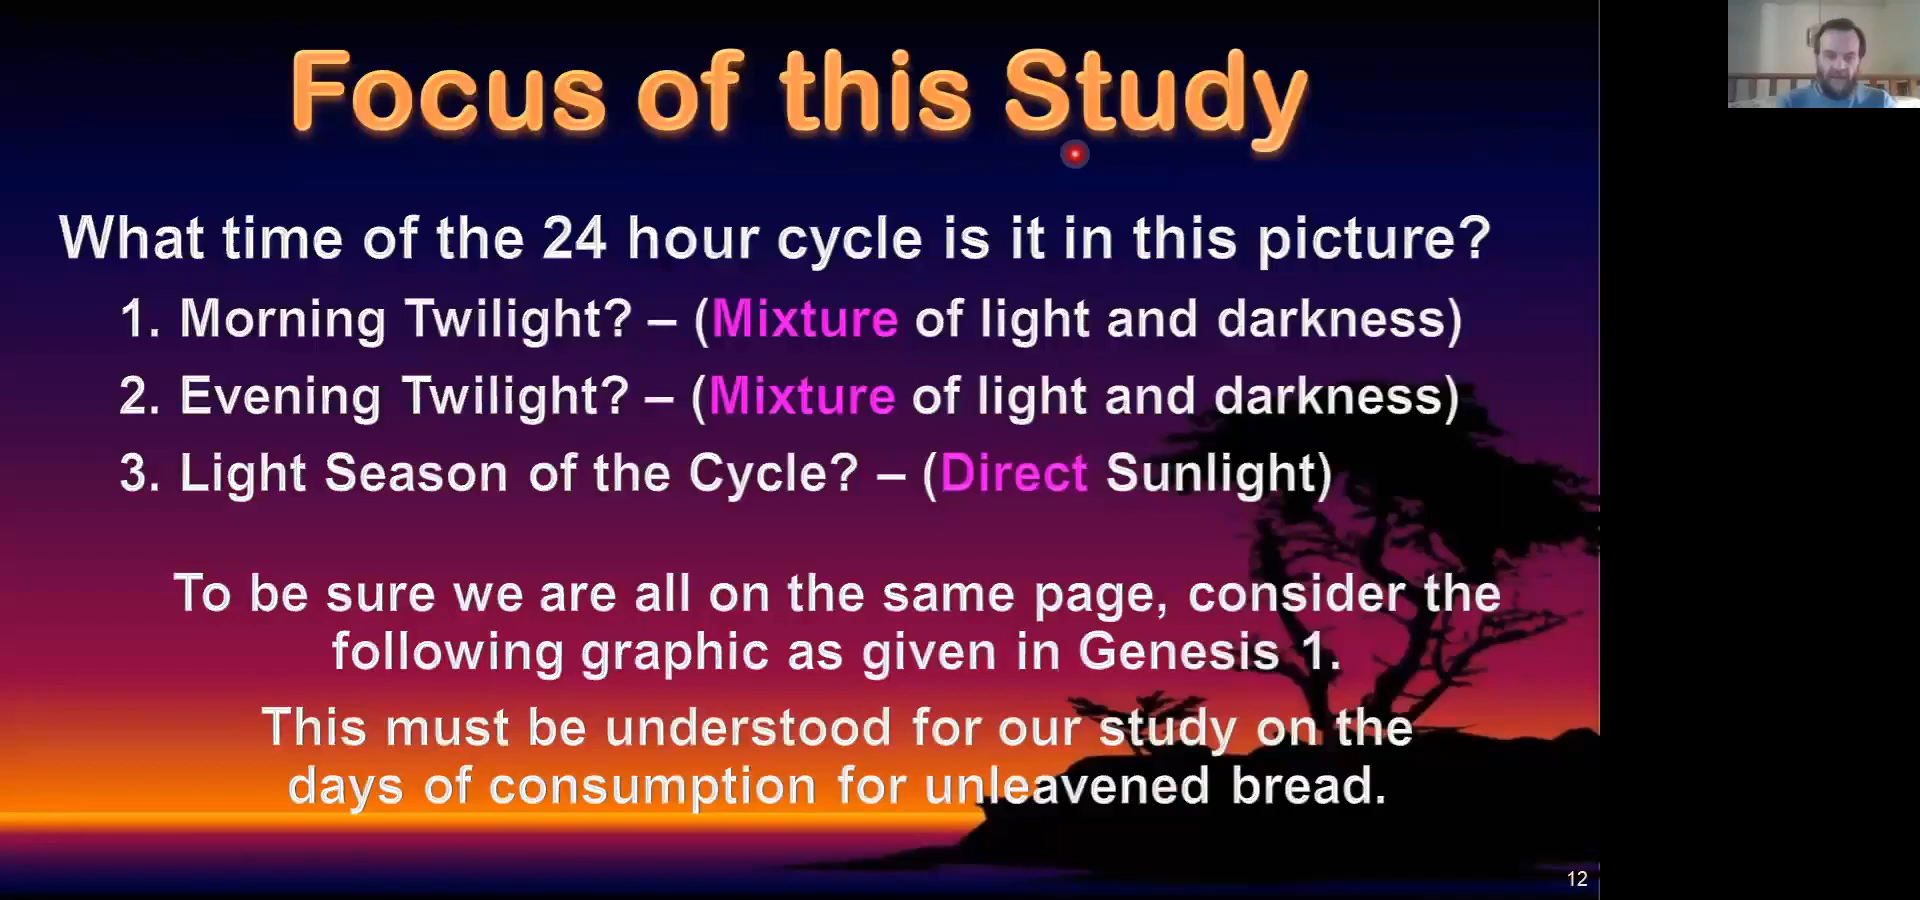 Focus of this Study
What time of the 24 hour cycle is it in this picture?
1. Morning Twilight? – (Mixture of light and darkness)
2. Evening Twilight? – (Mixture of light and darkness)
3. Light Season of the Cycle? – (Direct Sunlight)
To be sure we are all on the same page, consider the
following graphic as given in Genesis 1.
This must be understood for our study on the
days of consumption for unleavened bread.
12